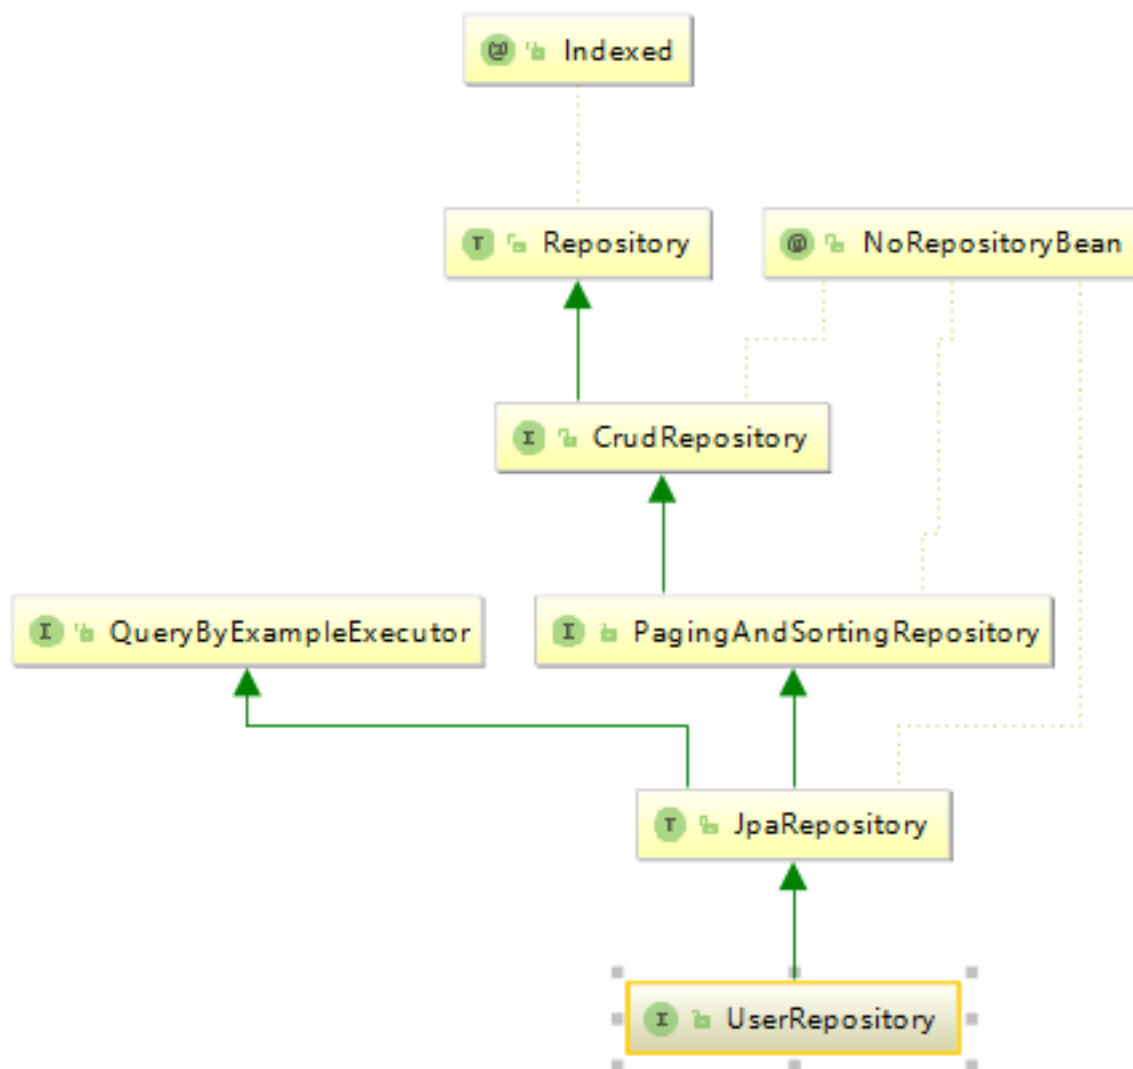 @ Indexed
T Repository
@ NoRepositoryBean
I CrudRepository
I QueryByExampleExecutor
I PagingAndSortingRepository
T JpaRepository
I UserRepository